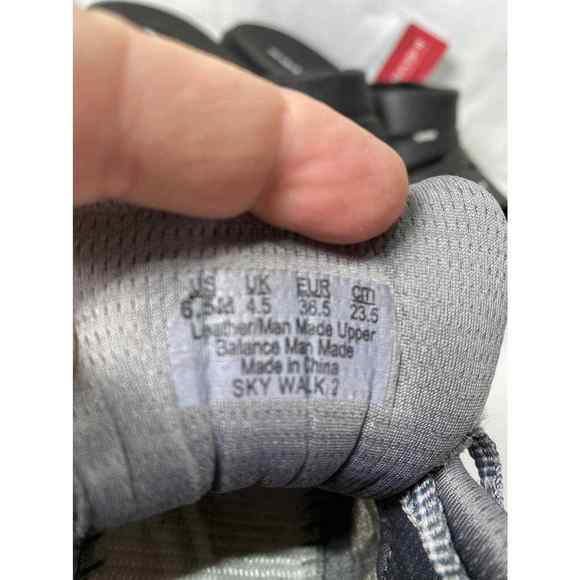 US UK EUR cm
6.5M 4.5 36.5 23.5
Leather/Man Made Upper
Balance Man Made
Made in China
SKY WALK 2